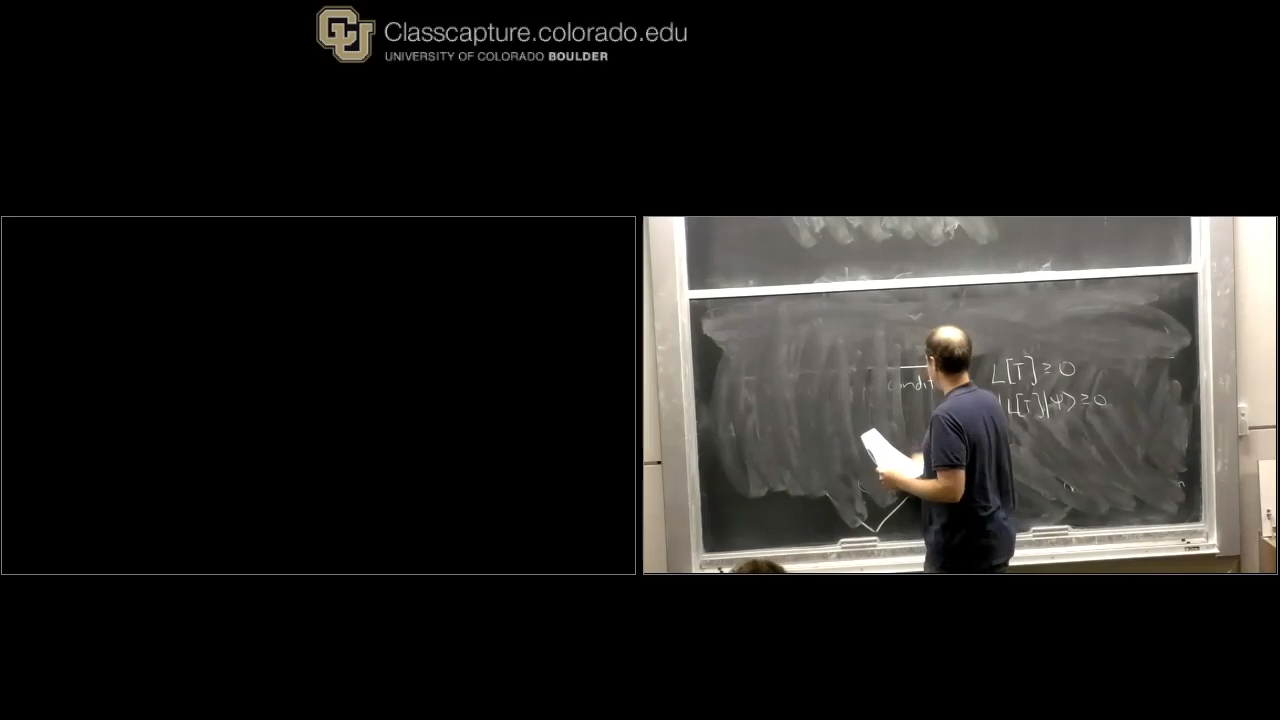 Classcapture.colorado.edu
UNIVERSITY OF COLORADO BOULDER
condit
L[T] ≥ 0
L[T]|Ψ⟩ ≥ 0